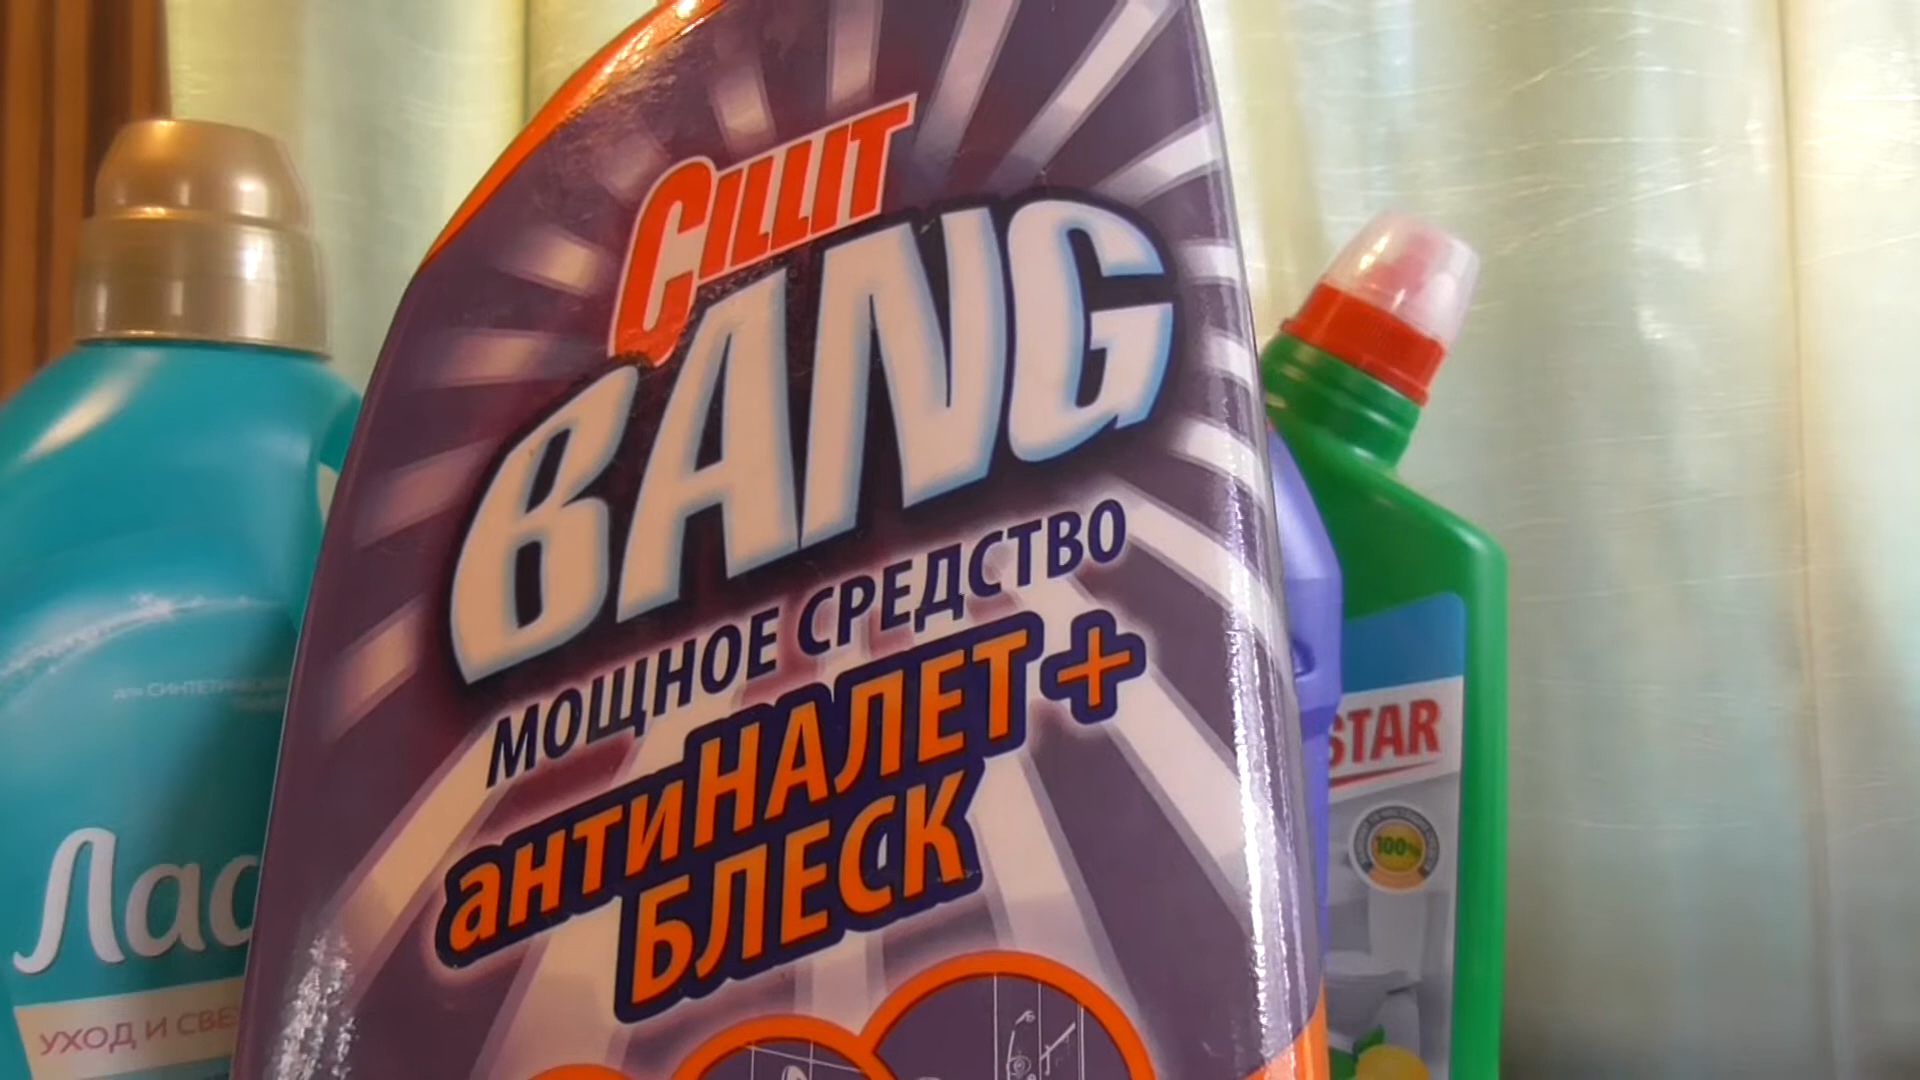 CILLIT
BANG
МОЩНОЕ СРЕДСТВО
антиНАЛЕТ+
БЛЕСК
Лас
УХОД И СВЕ
STAR
100%